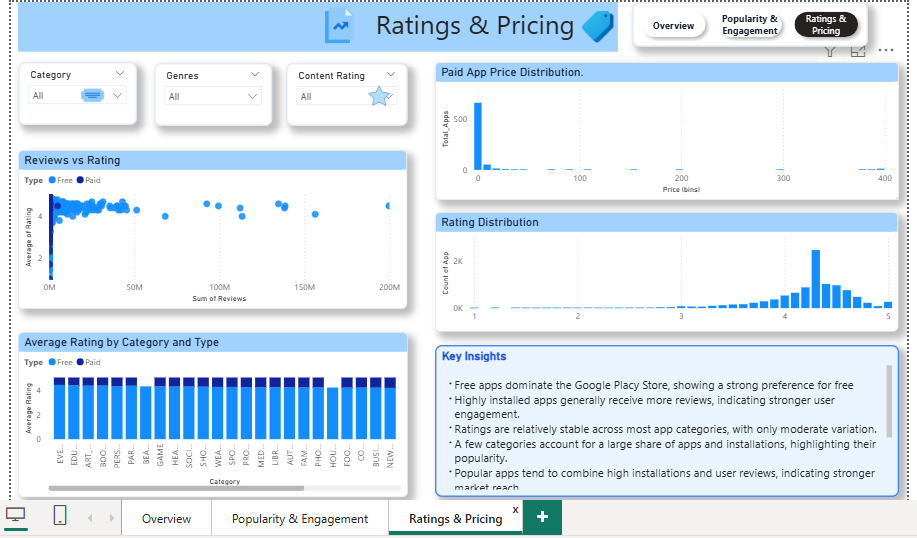 Ratings & Pricing
Overview
Popularity &
Engagement
Ratings &
Pricing
Category
All
Genres
All
Content Rating
All
Paid App Price Distribution.
Total_Apps
500
0
0
100
200
300
400
Price (bins)
Reviews vs Rating
Type Free Paid
Average of Rating
4
2
0M
50M
100M
150M
200M
Sum of Reviews
Rating Distribution
Count of App
2K
0K
1
2
3
4
5
Average Rating by Category and Type
Type Free Paid
Average Rating
4
2
0
EVE...
EDU...
ART_...
BOO...
PERS...
PAR...
BEA...
GAME
HEA...
SOCI...
SHO...
WEA...
SPO...
PRO...
MED...
LIBR...
AUT...
FAM...
PHO...
HOU...
FOO...
CO...
BUSI...
NEW...
Category
Key Insights
• Free apps dominate the Google Placy Store, showing a strong preference for free
• Highly installed apps generally receive more reviews, indicating stronger user
engagement.
• Ratings are relatively stable across most app categories, with only moderate variation.
• A few categories account for a large share of apps and installations, highlighting their
popularity.
• Popular apps tend to combine high installations and user reviews, indicating stronger
market reach
Overview
Popularity & Engagement
Ratings & Pricing
x
+